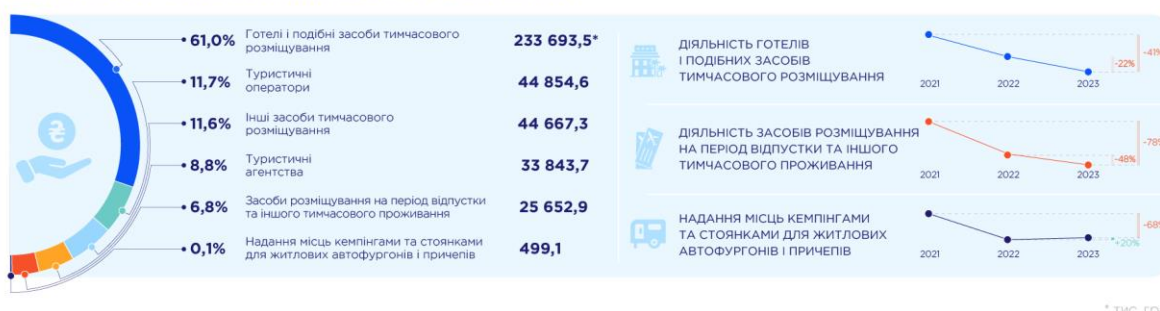 61,0% Готелі і подібні засоби тимчасового
розміщування
233 693,5*
11,7% Туристичні
оператори
44 854,6
11,6% Інші засоби тимчасового
розміщування
44 667,3
8,8% Туристичні
агентства
33 843,7
6,8% Засоби розміщування на період відпустки
та іншого тимчасового проживання
25 652,9
0,1% Надання місць кемпінгами та стоянками
для житлових автофургонів і причепів
499,1
₴
ДІЯЛЬНІСТЬ ГОТЕЛІВ
І ПОДІБНИХ ЗАСОБІВ
ТИМЧАСОВОГО РОЗМІЩУВАННЯ
-41%
-22%
2021 2022 2023
ДІЯЛЬНІСТЬ ЗАСОБІВ РОЗМІЩУВАННЯ
НА ПЕРІОД ВІДПУСТКИ ТА ІНШОГО
ТИМЧАСОВОГО ПРОЖИВАННЯ
-78%
-48%
2021 2022 2023
НАДАННЯ МІСЦЬ КЕМПІНГАМИ
ТА СТОЯНКАМИ ДЛЯ ЖИТЛОВИХ
АВТОФУРГОНІВ І ПРИЧЕПІВ
-68%
+20%
2021 2022 2023
* тис.